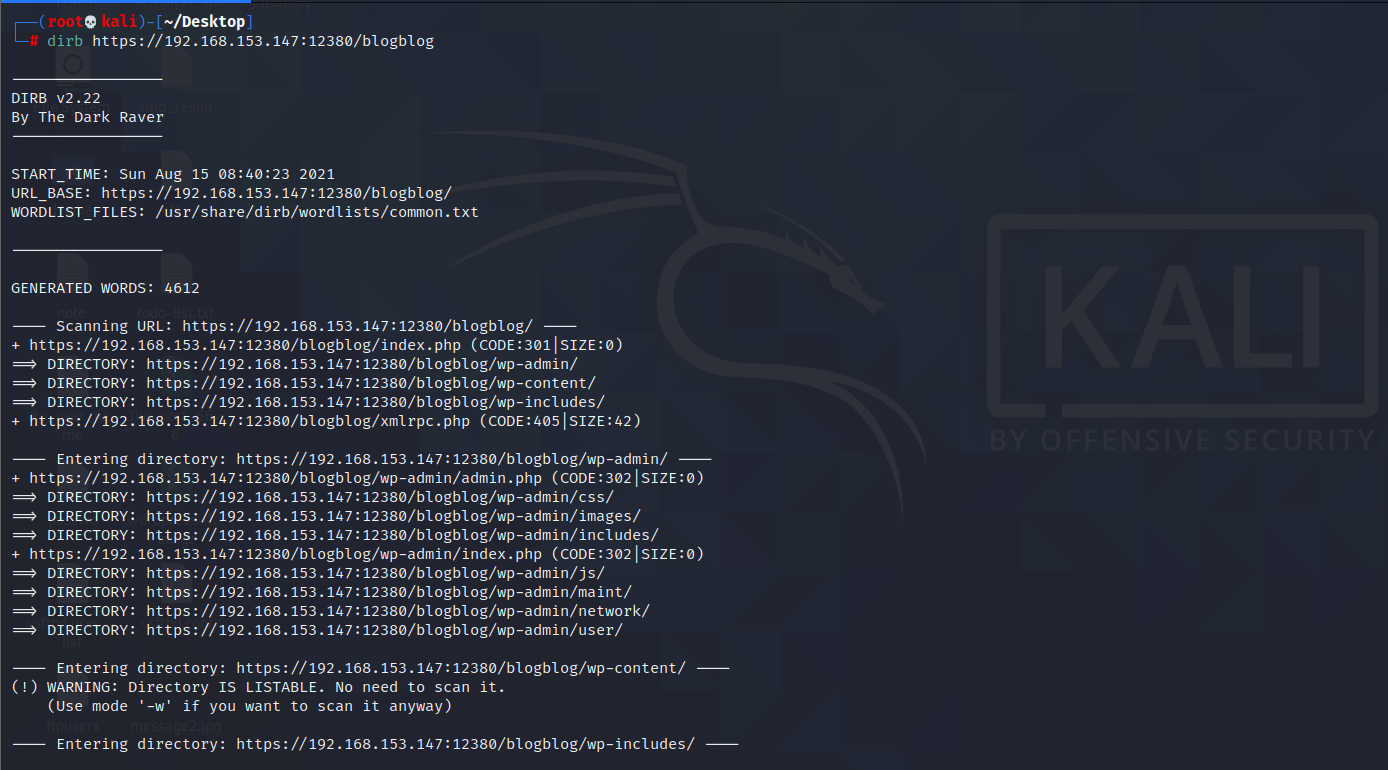 (root💀kali)-[~/Desktop]
# dirb https://192.168.153.147:12380/blogblog
-----------------
DIRB v2.22
By The Dark Raver
-----------------
START_TIME: Sun Aug 15 08:40:23 2021
URL_BASE: https://192.168.153.147:12380/blogblog/
WORDLIST_FILES: /usr/share/dirb/wordlists/common.txt
-----------------
GENERATED WORDS: 4612
---- Scanning URL: https://192.168.153.147:12380/blogblog/ ----
+ https://192.168.153.147:12380/blogblog/index.php (CODE:301|SIZE:0)
==> DIRECTORY: https://192.168.153.147:12380/blogblog/wp-admin/
==> DIRECTORY: https://192.168.153.147:12380/blogblog/wp-content/
==> DIRECTORY: https://192.168.153.147:12380/blogblog/wp-includes/
+ https://192.168.153.147:12380/blogblog/xmlrpc.php (CODE:405|SIZE:42)
---- Entering directory: https://192.168.153.147:12380/blogblog/wp-admin/ ----
+ https://192.168.153.147:12380/blogblog/wp-admin/admin.php (CODE:302|SIZE:0)
==> DIRECTORY: https://192.168.153.147:12380/blogblog/wp-admin/css/
==> DIRECTORY: https://192.168.153.147:12380/blogblog/wp-admin/images/
==> DIRECTORY: https://192.168.153.147:12380/blogblog/wp-admin/includes/
+ https://192.168.153.147:12380/blogblog/wp-admin/index.php (CODE:302|SIZE:0)
==> DIRECTORY: https://192.168.153.147:12380/blogblog/wp-admin/js/
==> DIRECTORY: https://192.168.153.147:12380/blogblog/wp-admin/maint/
==> DIRECTORY: https://192.168.153.147:12380/blogblog/wp-admin/network/
==> DIRECTORY: https://192.168.153.147:12380/blogblog/wp-admin/user/
---- Entering directory: https://192.168.153.147:12380/blogblog/wp-content/ ----
(!) WARNING: Directory IS LISTABLE. No need to scan it.
(Use mode '-w' if you want to scan it anyway)
---- Entering directory: https://192.168.153.147:12380/blogblog/wp-includes/ ----
KALI
BY OFFENSIVE SECURITY
smp_result
note
todo-list.txt
ftpusers
message2.jpg